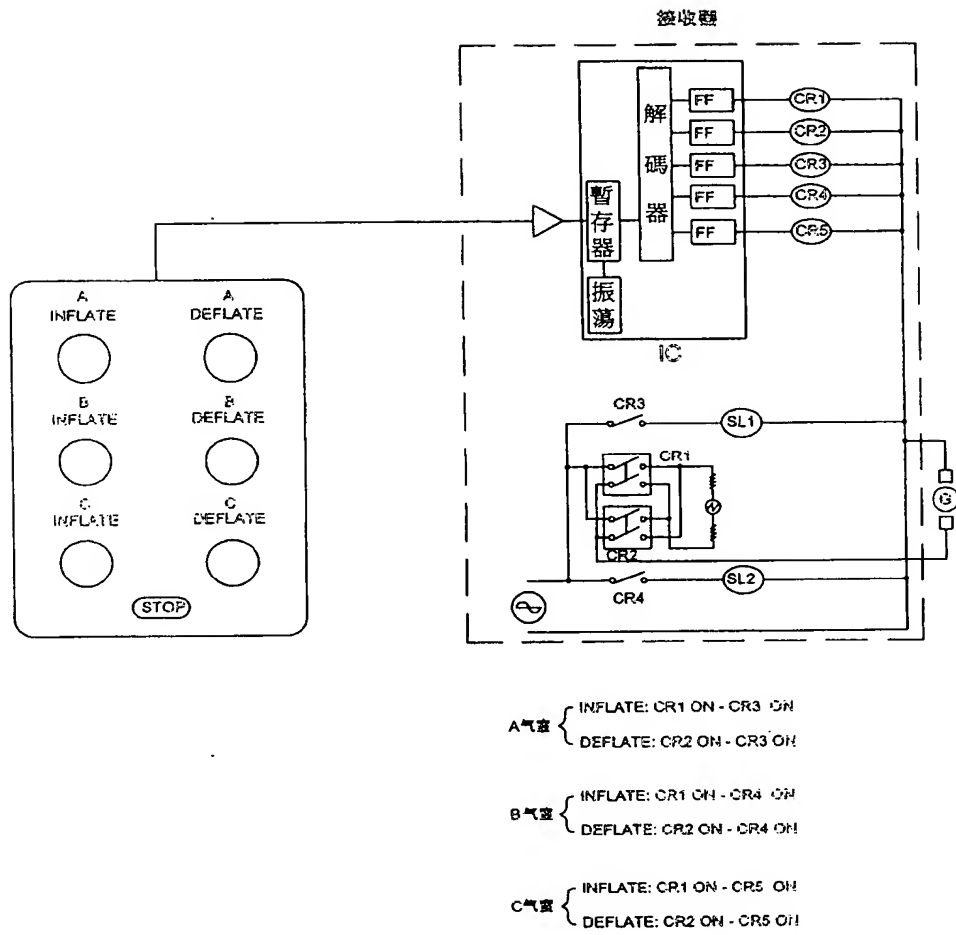 接收器
解碼器
FF
CR1
FF
CR2
FF
CR3
FF
CR4
FF
CR5
暫存器
振蕩
IC
A
INFLATE
A
DEFLATE
B
INFLATE
B
DEFLATE
C
INFLATE
C
DEFLATE
STOP
CR3
SL1
CR1
CR2
G
CR4
SL2
A气室
INFLATE: CR1 ON - CR3 ON
DEFLATE: CR2 ON - CR3 ON
B气室
INFLATE: CR1 ON - CR4 ON
DEFLATE: CR2 ON - CR4 ON
C气室
INFLATE: CR1 ON - CR5 ON
DEFLATE: CR2 ON - CR5 ON